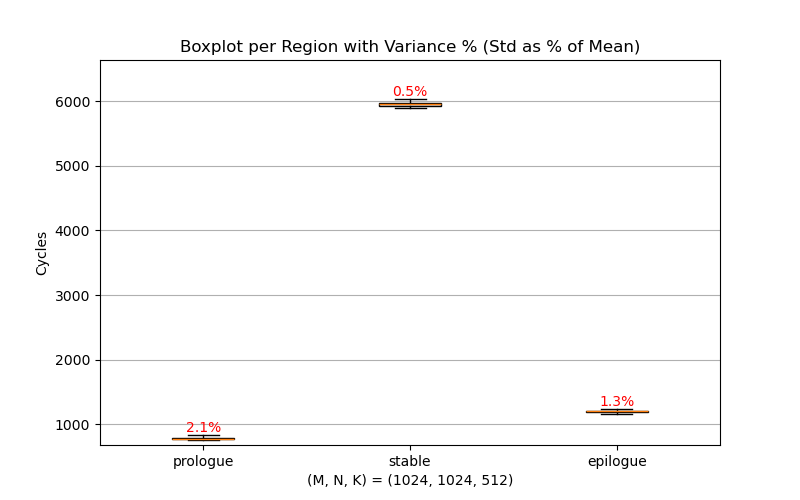 Boxplot per Region with Variance % (Std as % of Mean)
6000
5000
4000
3000
2000
1000
Cycles
0.5%
1.3%
2.1%
prologue
stable
epilogue
(M, N, K) = (1024, 1024, 512)